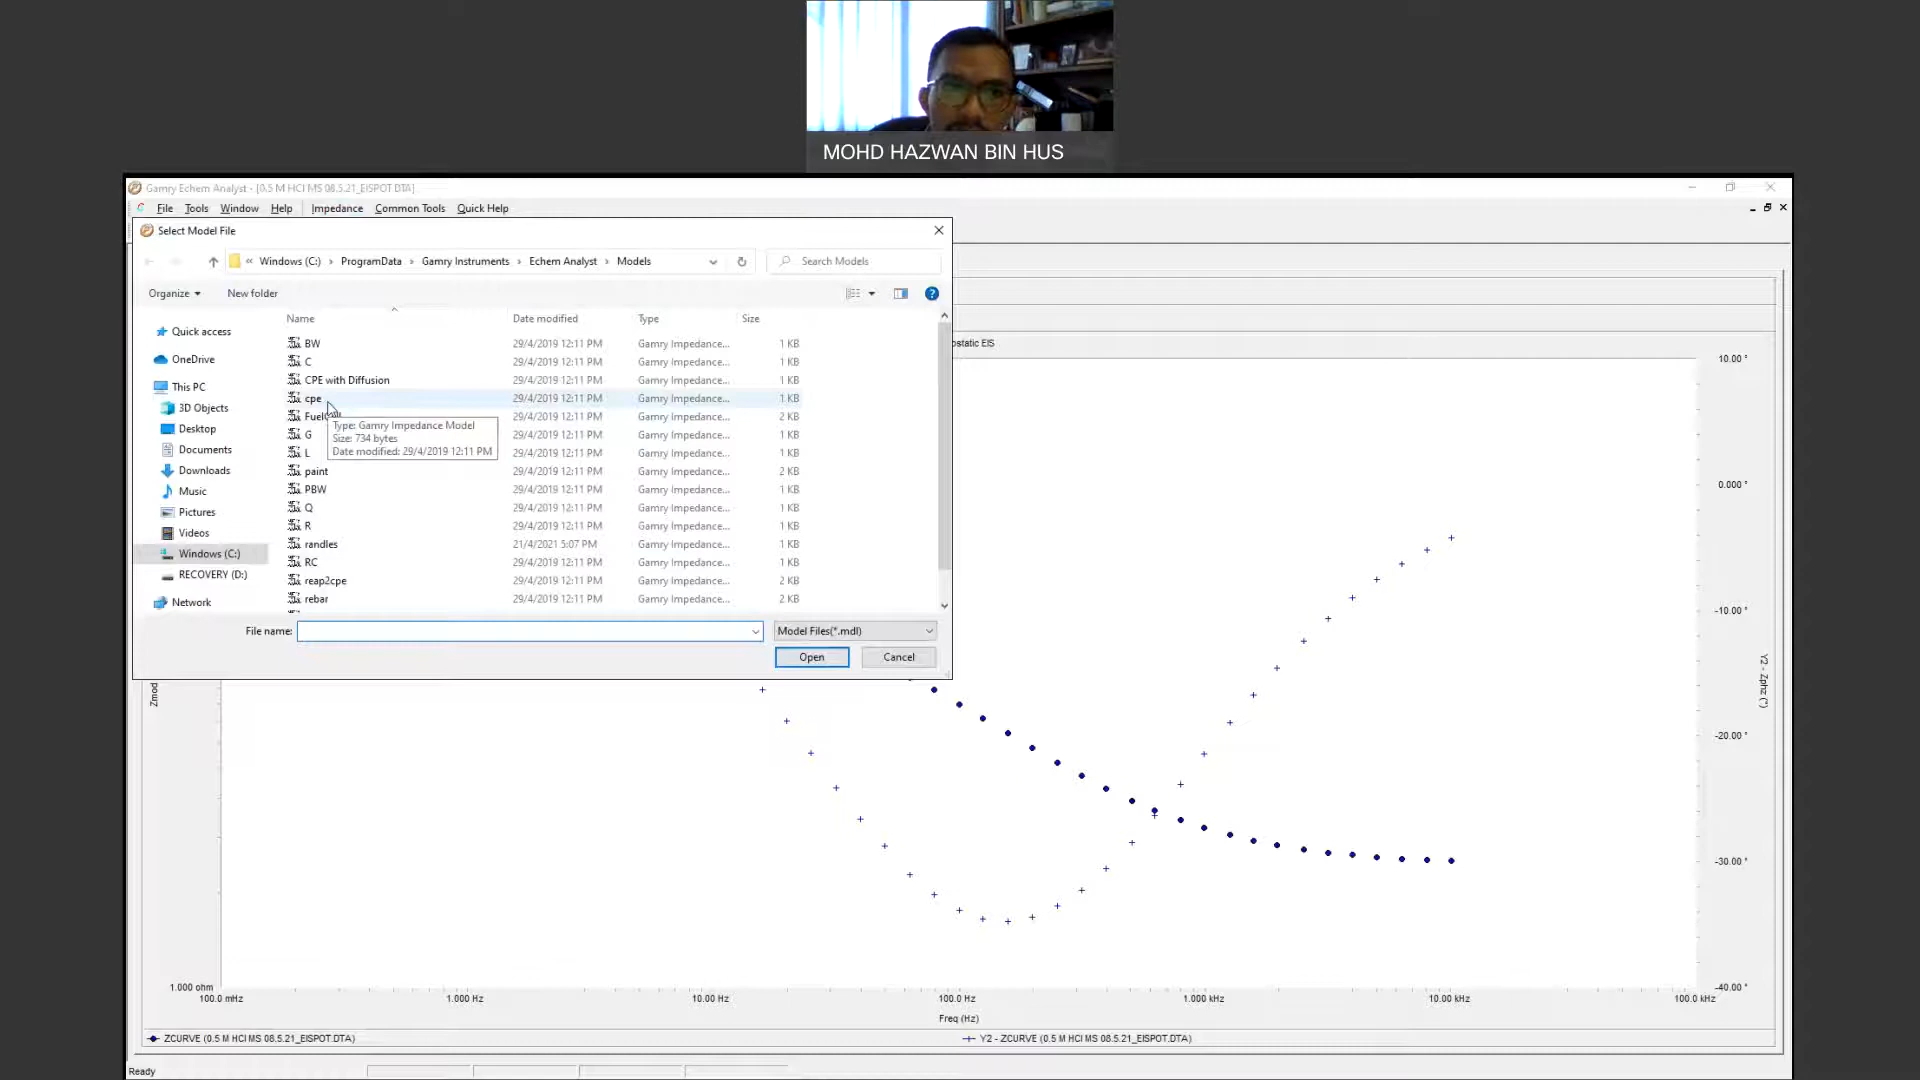 MOHD HAZWAN BIN HUS
Gamry Echem Analyst - [0.5 M HCl MS 08.5.21_EISPOT.DTA]
File Tools Window Help Impedance Common Tools Quick Help
Select Model File
« Windows (C:) › ProgramData › Gamry Instruments › Echem Analyst › Models
Search Models
Organize New folder
Name Date modified Type Size
Quick access
OneDrive
This PC
3D Objects
Desktop
Documents
Downloads
Music
Pictures
Videos
Windows (C:)
RECOVERY (D:)
Network
BW 29/4/2019 12:11 PM Gamry Impedance... 1 KB
C 29/4/2019 12:11 PM Gamry Impedance... 1 KB
CPE with Diffusion 29/4/2019 12:11 PM Gamry Impedance... 1 KB
cpe 29/4/2019 12:11 PM Gamry Impedance... 1 KB
29/4/2019 12:11 PM Gamry Impedance... 2 KB
G 29/4/2019 12:11 PM Gamry Impedance... 1 KB
L 29/4/2019 12:11 PM Gamry Impedance... 1 KB
paint 29/4/2019 12:11 PM Gamry Impedance... 2 KB
PBW 29/4/2019 12:11 PM Gamry Impedance... 1 KB
Q 29/4/2019 12:11 PM Gamry Impedance... 1 KB
R 29/4/2019 12:11 PM Gamry Impedance... 1 KB
randles 21/4/2021 5:07 PM Gamry Impedance... 1 KB
RC 29/4/2019 12:11 PM Gamry Impedance... 1 KB
reap2cpe 29/4/2019 12:11 PM Gamry Impedance... 2 KB
rebar 29/4/2019 12:11 PM Gamry Impedance... 2 KB
Type: Gamry Impedance Model
Size: 734 bytes
Date modified: 29/4/2019 12:11 PM
File name:
Model Files(*.mdl)
Open Cancel
ostatic EIS
10.00 °
0.000 °
-10.00 °
-20.00 °
-30.00 °
-40.00 °
Y2 - Zphz (°)
Zmod
1.000 ohm
100.0 mHz 1.000 Hz 10.00 Hz 100.0 Hz 1.000 kHz 10.00 kHz 100.0 kHz
Freq (Hz)
ZCURVE (0.5 M HCl MS 08.5.21_EISPOT.DTA) Y2 - ZCURVE (0.5 M HCl MS 08.5.21_EISPOT.DTA)
Ready